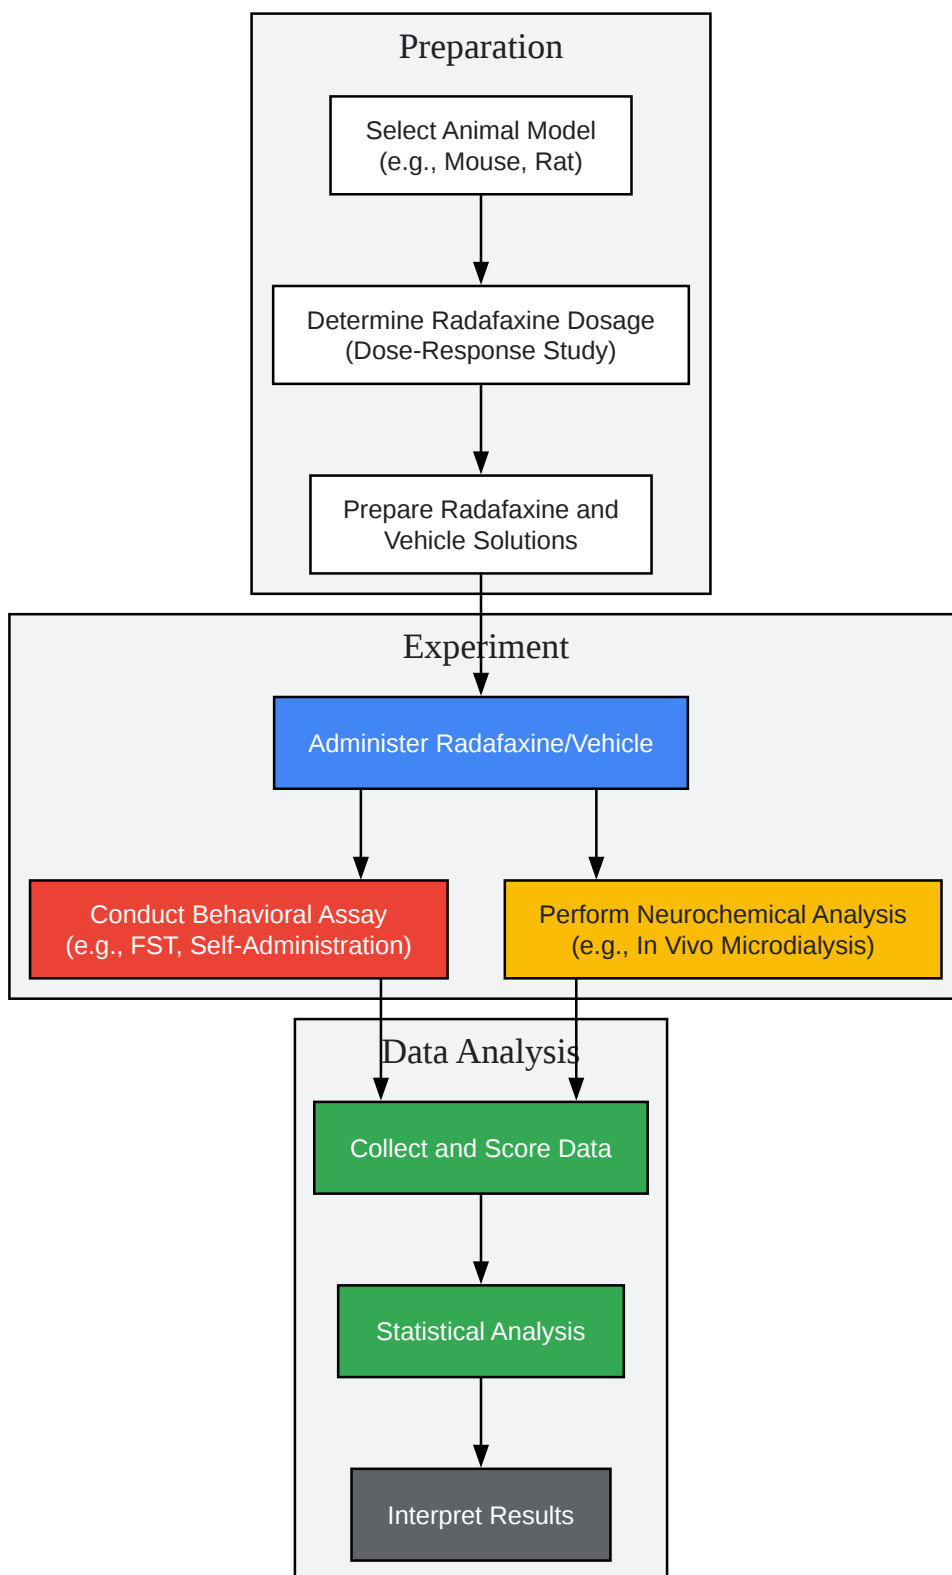 Preparation
Select Animal Model
(e.g., Mouse, Rat)
Determine Radafaxine Dosage
(Dose-Response Study)
Prepare Radafaxine and
Vehicle Solutions
Experiment
Administer Radafaxine/Vehicle
Conduct Behavioral Assay
(e.g., FST, Self-Administration)
Perform Neurochemical Analysis
(e.g., In Vivo Microdialysis)
Data Analysis
Collect and Score Data
Statistical Analysis
Interpret Results